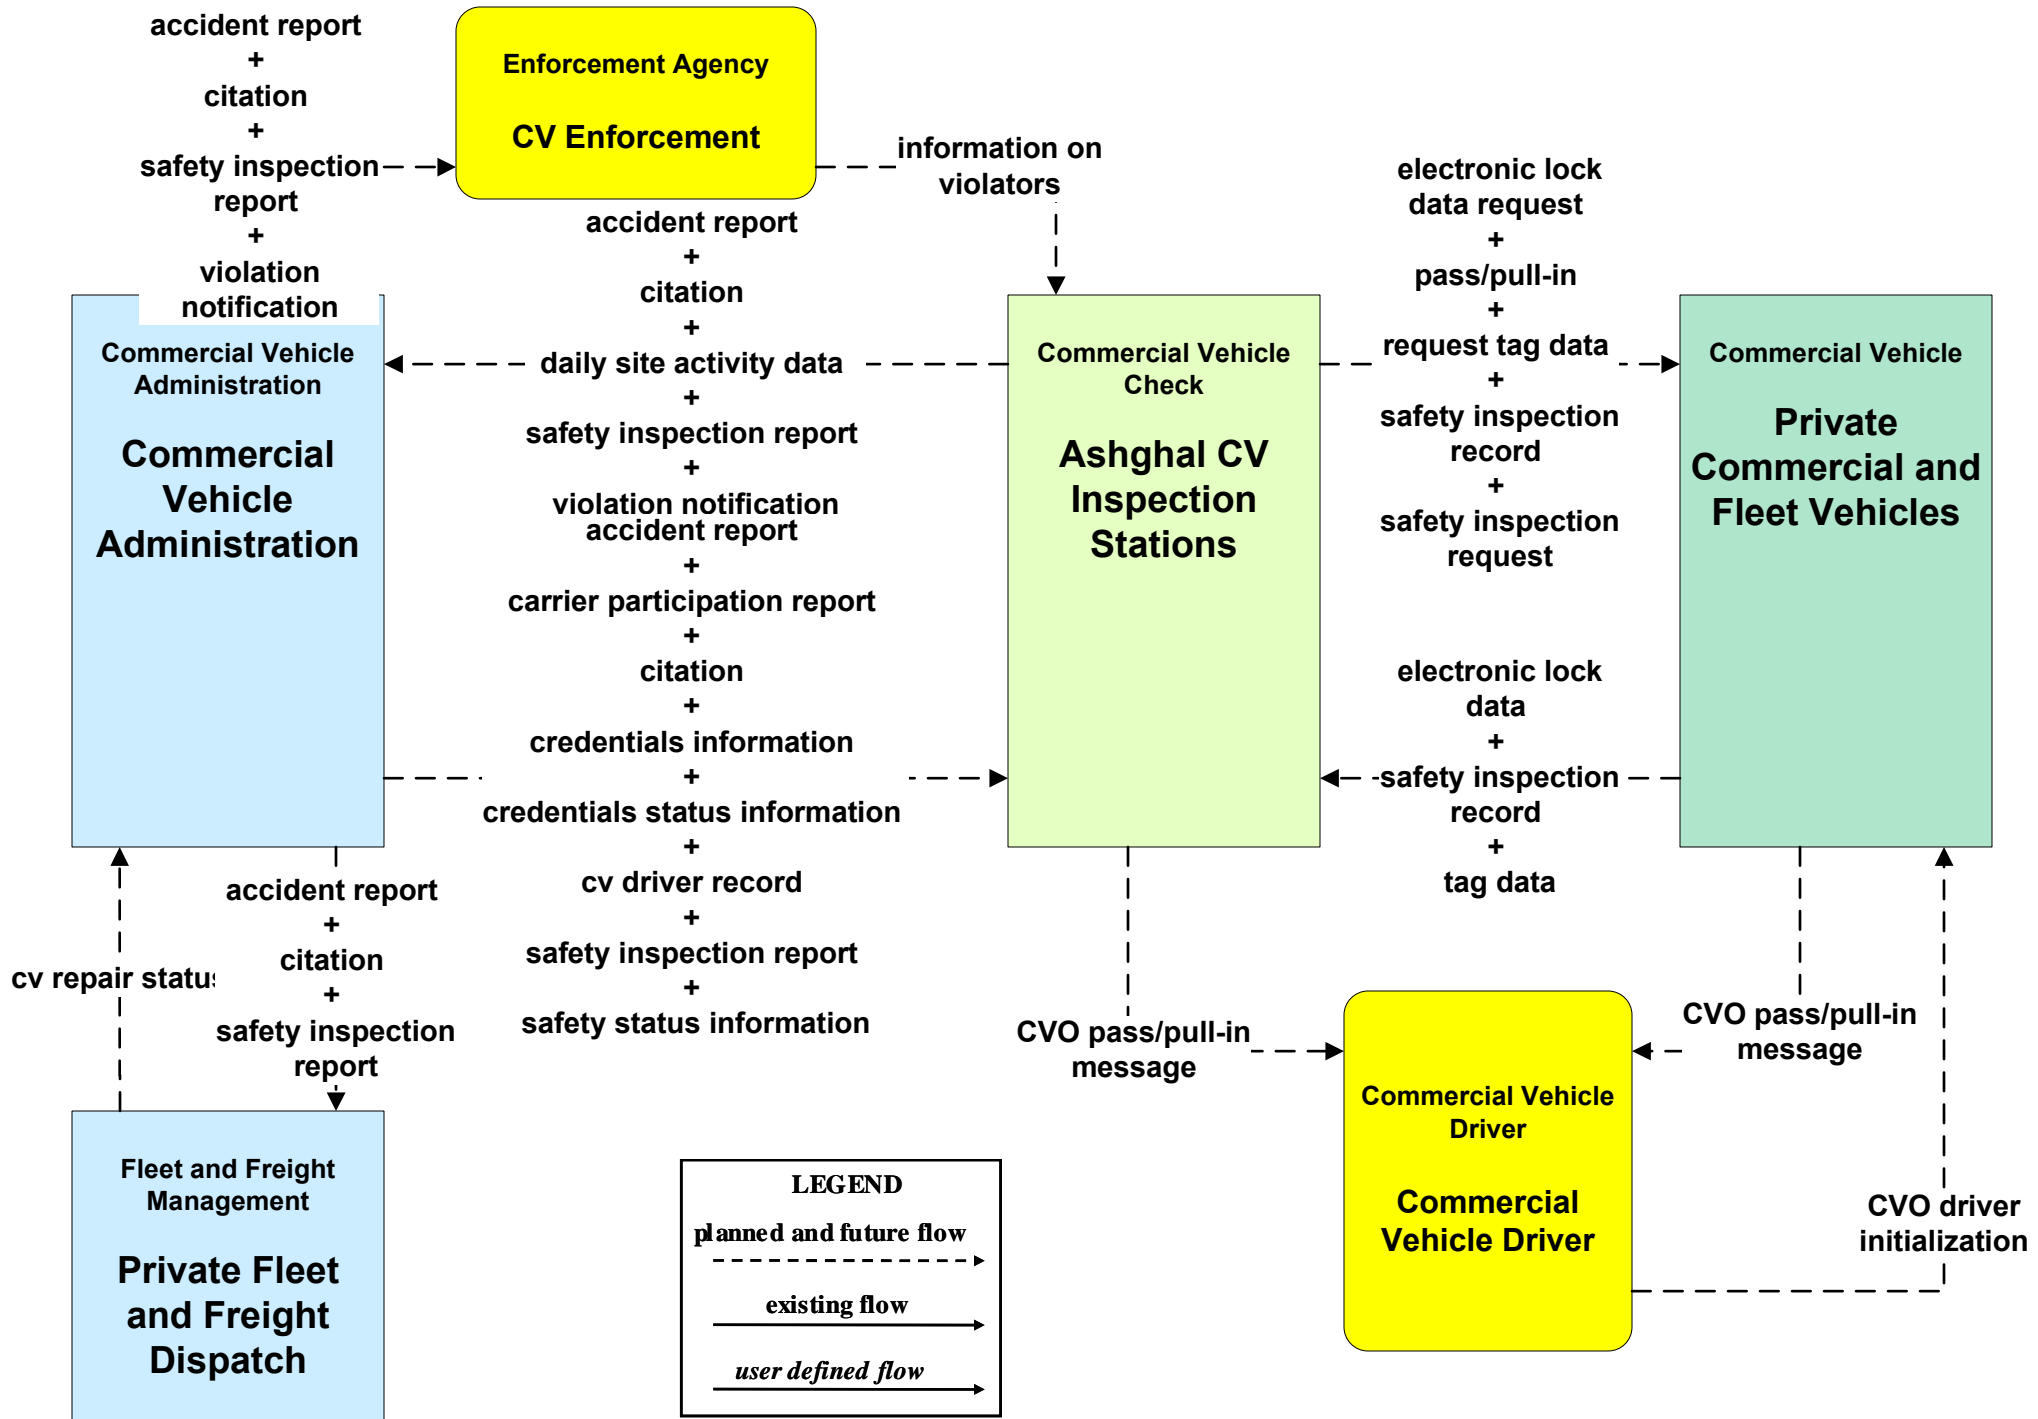 accident report
+
citation
+
safety inspection
report
+
violation
notification
Enforcement Agency
CV Enforcement
information on
violators
accident report
+
citation
+
daily site activity data
+
safety inspection report
+
violation notification
accident report
+
carrier participation report
+
citation
+
credentials information
+
credentials status information
+
cv driver record
+
safety inspection report
+
safety status information
electronic lock
data request
+
pass/pull-in
+
request tag data
+
safety inspection
record
+
safety inspection
request
Commercial Vehicle
Administration
Commercial
Vehicle
Administration
Commercial Vehicle
Check
Ashghal CV
Inspection
Stations
Commercial Vehicle
Private
Commercial and
Fleet Vehicles
electronic lock
data
+
safety inspection
record
+
tag data
cv repair status
accident report
+
citation
+
safety inspection
report
CVO pass/pull-in
message
CVO pass/pull-in
message
Commercial Vehicle
Driver
Commercial
Vehicle Driver
CVO driver
initialization
Fleet and Freight
Management
Private Fleet
and Freight
Dispatch
LEGEND
planned and future flow
existing flow
user defined flow